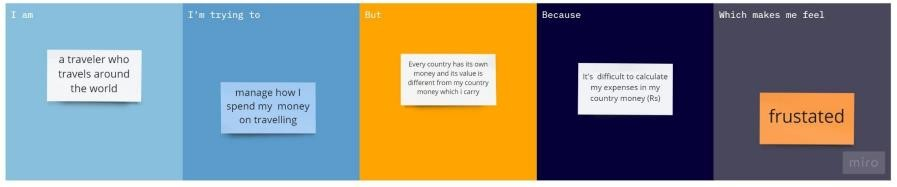 I am
a traveler who
travels around
the world
I'm trying to
manage how I
spend my money
on travelling
But
Every country has its own
money and its value is
different from my country
money which i carry
Because
It's difficult to calculate
my expenses in my
country money (Rs)
Which makes me feel
frustated
miro